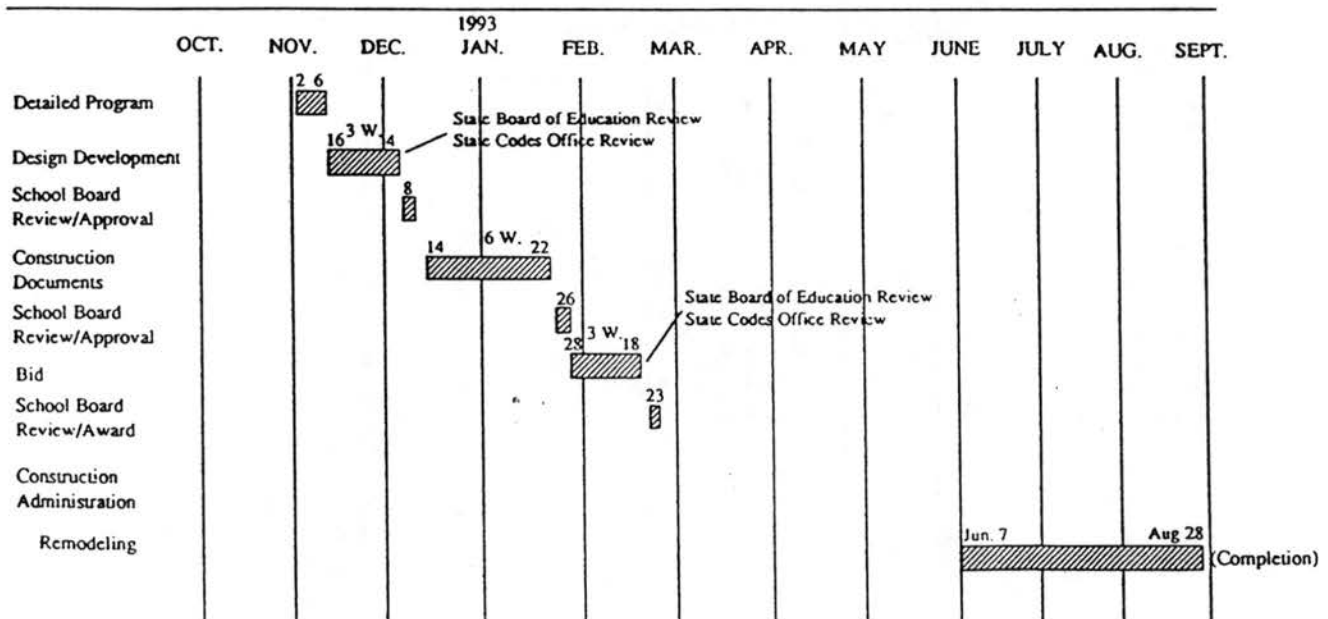 1993
OCT. NOV. DEC. JAN. FEB. MAR. APR. MAY JUNE JULY AUG. SEPT.
Detailed Program 2 6
State Board of Education Review
State Codes Office Review
Design Development 16 3 W. 4
School Board 8
Review/Approval
Construction 14 6 W. 22
Documents
School Board 26
Review/Approval
State Board of Education Review
State Codes Office Review
Bid 28 3 W. 18
School Board 23
Review/Award
Construction
Administration
Remodeling Jun. 7 Aug 28 (Completion)